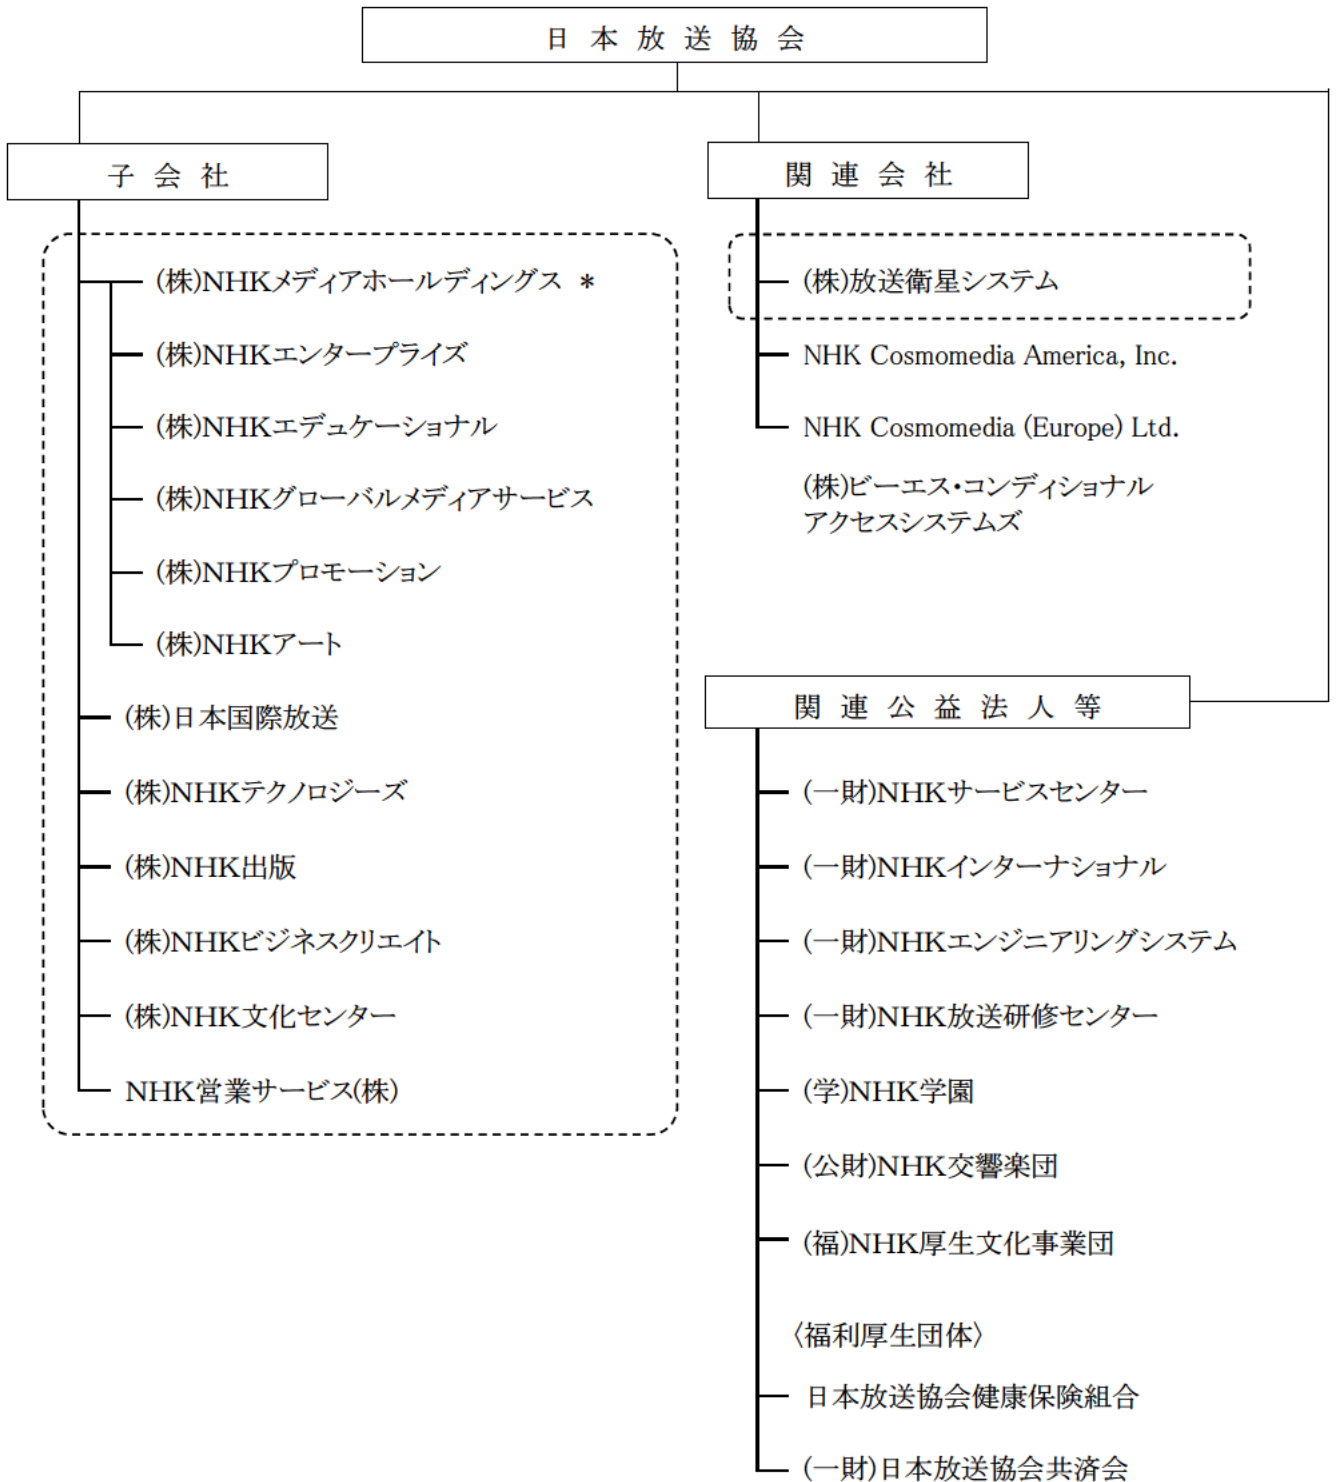 日本放送協会
子会社
(株)NHKメディアホールディングス *
(株)NHKエンタープライズ
(株)NHKエデュケーショナル
(株)NHKグローバルメディアサービス
(株)NHKプロモーション
(株)NHKアート
(株)日本国際放送
(株)NHKテクノロジーズ
(株)NHK出版
(株)NHKビジネスクリエイト
(株)NHK文化センター
NHK営業サービス(株)
関連会社
(株)放送衛星システム
NHK Cosmomedia America, Inc.
NHK Cosmomedia (Europe) Ltd.
(株)ビーエス・コンディショナル
アクセスシステムズ
関連公益法人等
(一財)NHKサービスセンター
(一財)NHKインターナショナル
(一財)NHKエンジニアリングシステム
(一財)NHK放送研修センター
(学)NHK学園
(公財)NHK交響楽団
(福)NHK厚生文化事業団
〈福利厚生団体〉
日本放送協会健康保険組合
(一財)日本放送協会共済会